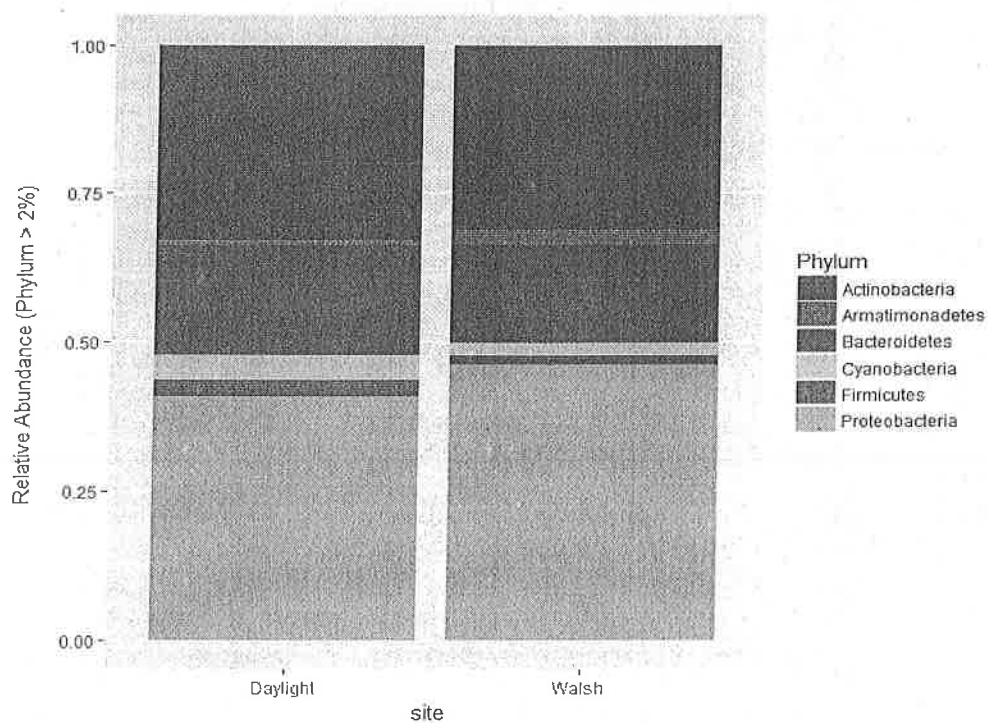 1.00
0.75
0.50
0.25
0.00
Relative Abundance (Phylum > 2%)
Daylight
Walsh
site
Phylum
Actinobacteria
Armatimonadetes
Bacteroidetes
Cyanobacteria
Firmicutes
Proteobacteria